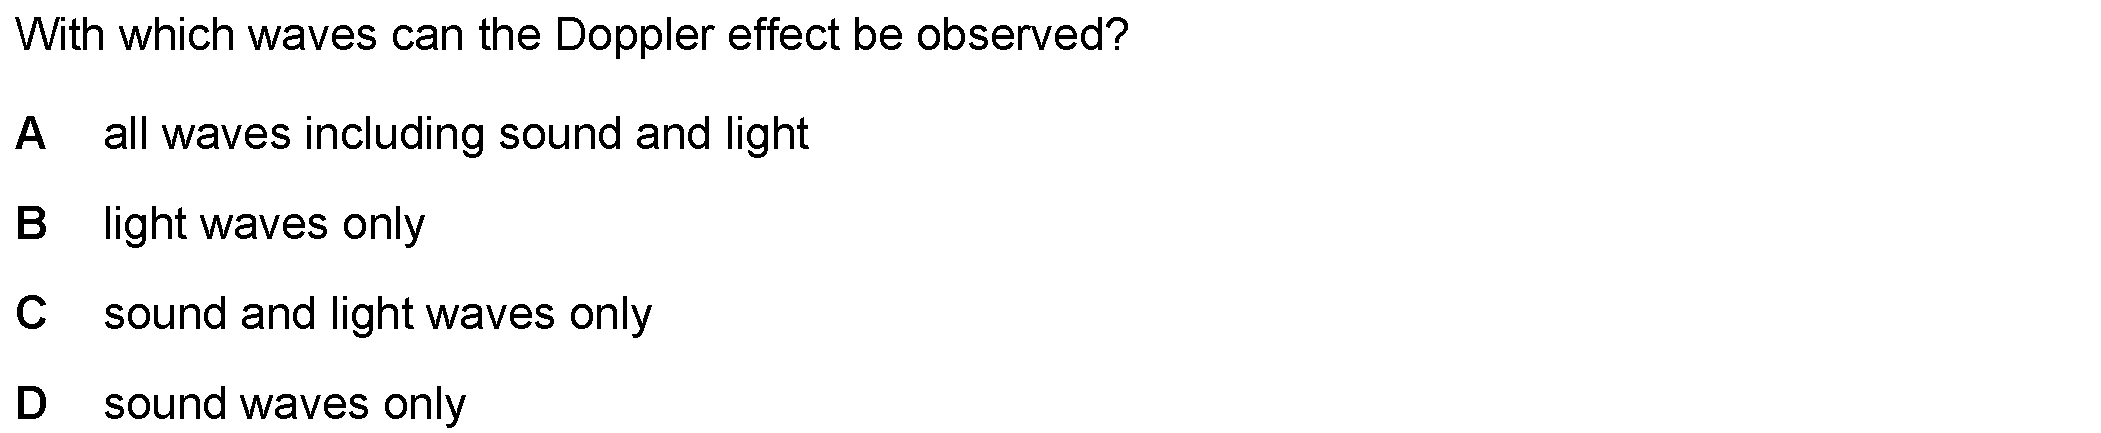 With which waves can the Doppler effect be observed?
A all waves including sound and light
B light waves only
C sound and light waves only
D sound waves only